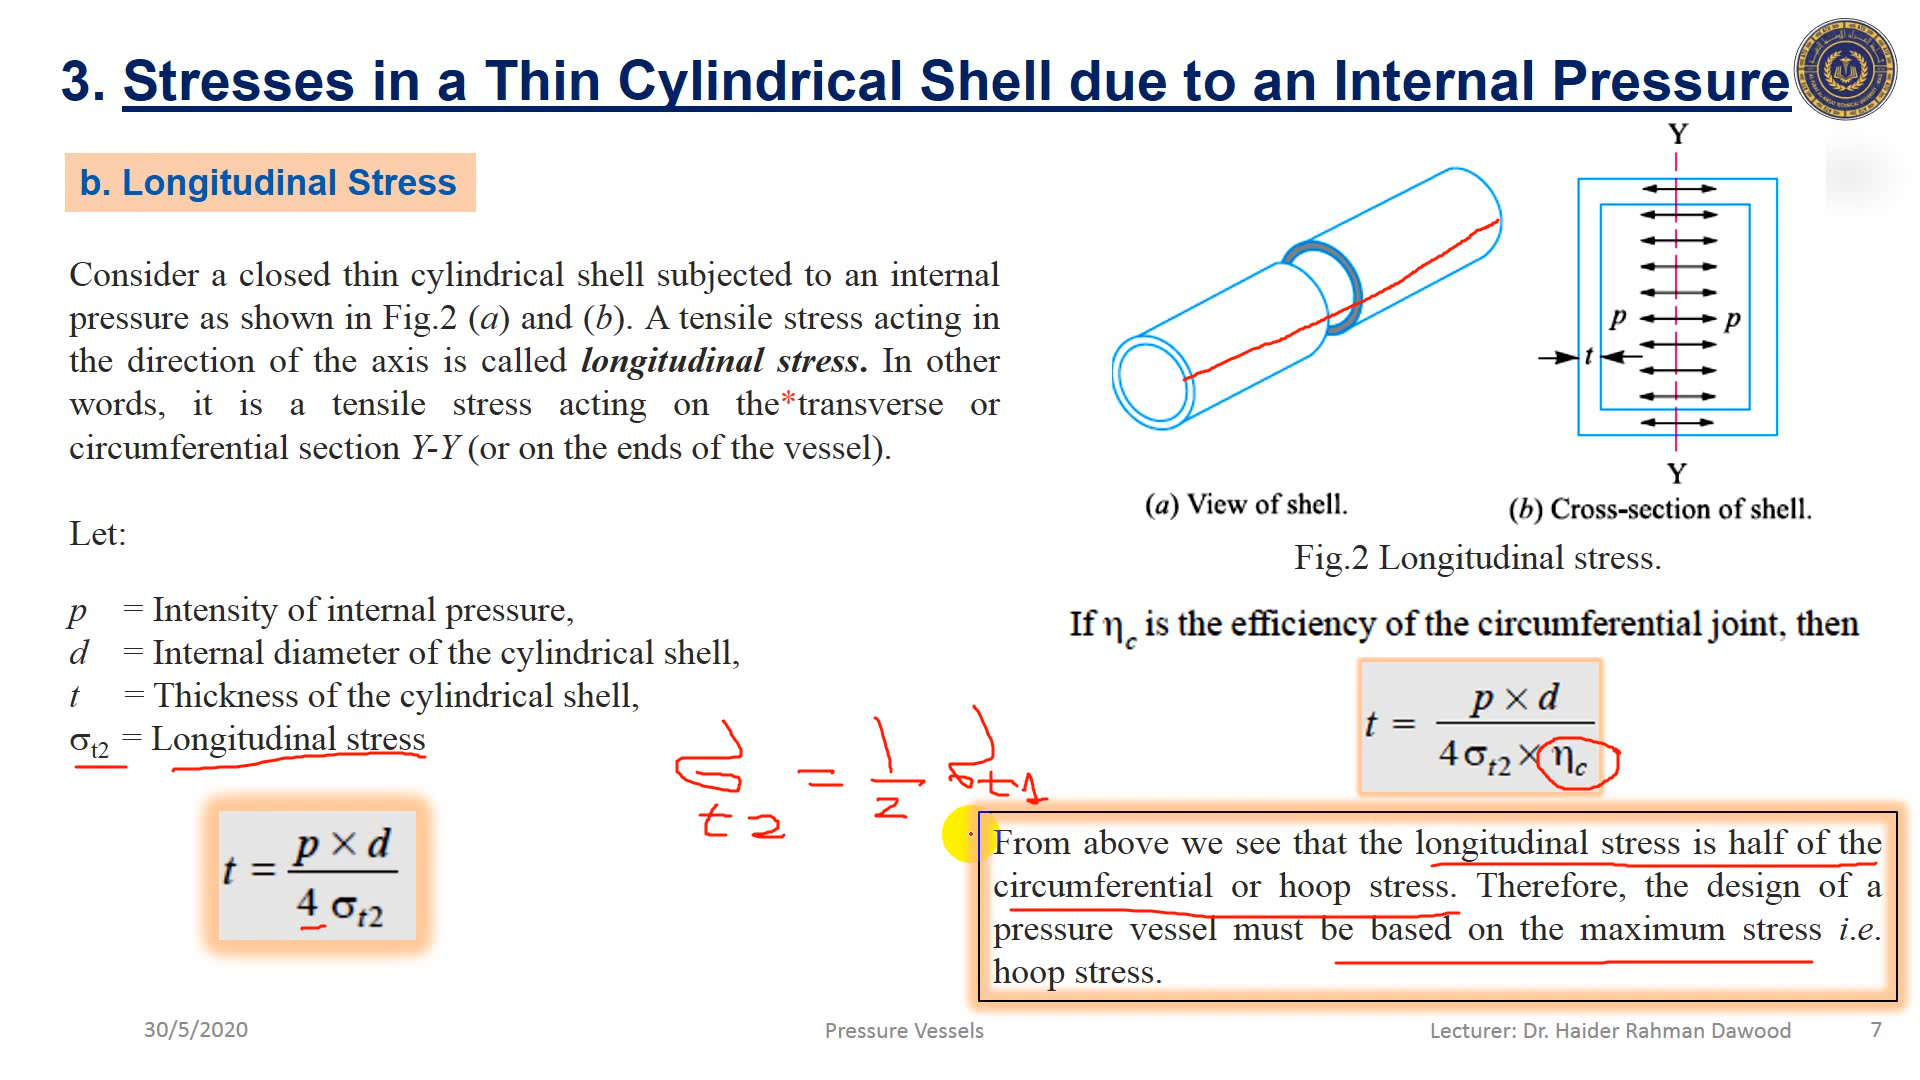 3. Stresses in a Thin Cylindrical Shell due to an Internal Pressure
b. Longitudinal Stress
Consider a closed thin cylindrical shell subjected to an internal
pressure as shown in Fig.2 (a) and (b). A tensile stress acting in
the direction of the axis is called longitudinal stress. In other
words, it is a tensile stress acting on the*transverse or
circumferential section Y-Y (or on the ends of the vessel).
Let:
p = Intensity of internal pressure,
d = Internal diameter of the cylindrical shell,
t = Thickness of the cylindrical shell,
σt2 = Longitudinal stress
t = p × d / 4 σt2
σt2 = 1/2 σt1
Y
p p
t
Y
(a) View of shell.
(b) Cross-section of shell.
Fig.2 Longitudinal stress.
If ηc is the efficiency of the circumferential joint, then
t = p × d / 4 σt2 × ηc
From above we see that the longitudinal stress is half of the
circumferential or hoop stress. Therefore, the design of a
pressure vessel must be based on the maximum stress i.e.
hoop stress.
30/5/2020
Pressure Vessels
Lecturer: Dr. Haider Rahman Dawood
7